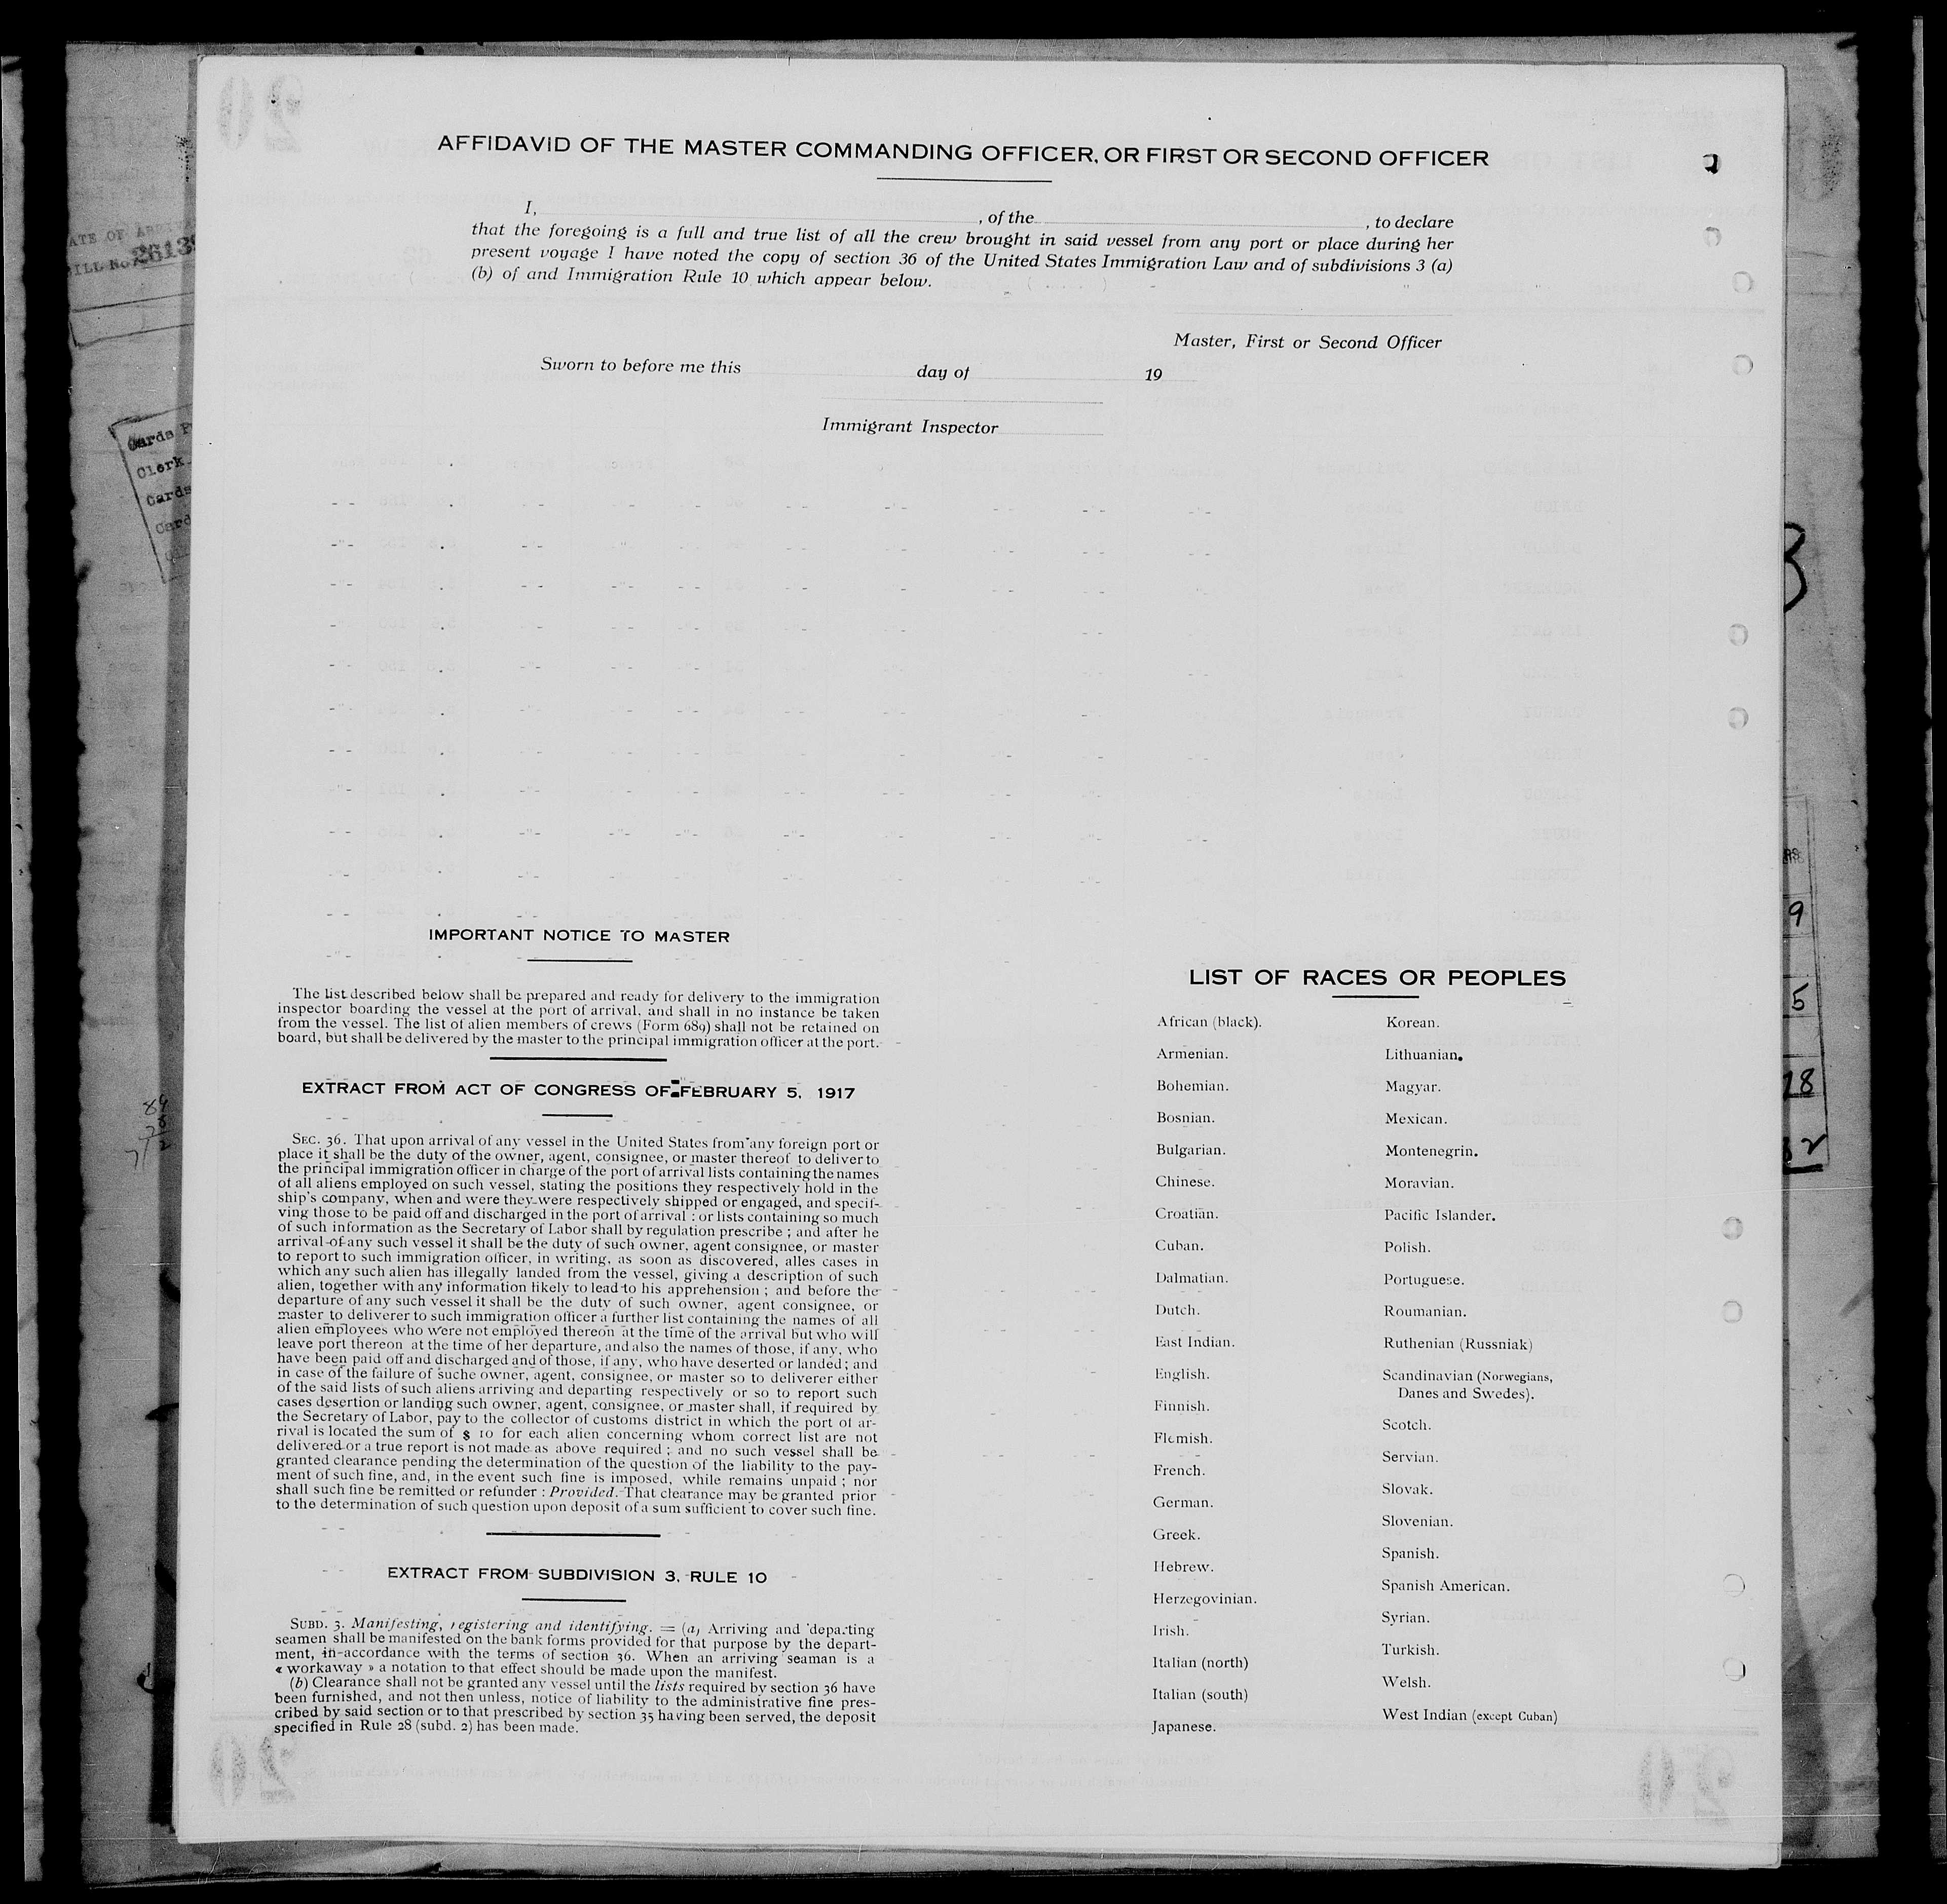 AFFIDAVID OF THE MASTER COMMANDING OFFICER, OR FIRST OR SECOND OFFICER
I, , of the , to declare
that the foregoing is a full and true list of all the crew brought in said vessel from any port or place during her
present voyage I have noted the copy of section 36 of the United States Immigration Law and of subdivisions 3 (a)
(b) of and Immigration Rule 10 which appear below.
Master, First or Second Officer
Sworn to before me this day of 19
Immigrant Inspector
IMPORTANT NOTICE TO MASTER
The list described below shall be prepared and ready for delivery to the immigration
inspector boarding the vessel at the port of arrival, and shall in no instance be taken
from the vessel. The list of alien members of crews (Form 689) shall not be retained on
board, but shall be delivered by the master to the principal immigration officer at the port.
EXTRACT FROM ACT OF CONGRESS OF FEBRUARY 5, 1917
SEC. 36. That upon arrival of any vessel in the United States from any foreign port or
place it shall be the duty of the owner, agent, consignee, or master thereof to deliver to
the principal immigration officer in charge of the port of arrival lists containing the names
of all aliens employed on such vessel, stating the positions they respectively hold in the
ship's company, when and were they were respectively shipped or engaged, and specif-
ying those to be paid off and discharged in the port of arrival : or lists containing so much
of such information as the Secretary of Labor shall by regulation prescribe ; and after he
arrival of any such vessel it shall be the duty of such owner, agent consignee, or master
to report to such immigration officer, in writing, as soon as discovered, alles cases in
which any such alien has illegally landed from the vessel, giving a description of such
alien, together with any information likely to lead to his apprehension ; and before the
departure of any such vessel it shall be the duty of such owner, agent consignee, or
master to deliverer to such immigration officer a further list containing the names of all
alien employees who were not employed thereon at the time of the arrival but who will
leave port thereon at the time of her departure, and also the names of those, if any, who
have been paid off and discharged and of those, if any, who have deserted or landed ; and
in case of the failure of suche owner, agent, consignee, or master so to deliverer either
of the said lists of such aliens arriving and departing respectively or so to report such
cases desertion or landing such owner, agent, consignee, or master shall, if required by
the Secretary of Labor, pay to the collector of customs district in which the port of ar-
rival is located the sum of $ 10 for each alien concerning whom correct list are not
delivered or a true report is not made as above required ; and no such vessel shall be
granted clearance pending the determination of the question of the liability to the pay-
ment of such fine, and, in the event such fine is imposed, while remains unpaid ; nor
shall such fine be remitted or refunder : Provided. That clearance may be granted prior
to the determination of such question upon deposit of a sum sufficient to cover such fine.
EXTRACT FROM SUBDIVISION 3, RULE 10
SUBD. 3. Manifesting, registering and identifying. = (a) Arriving and departing
seamen shall be manifested on the bank forms provided for that purpose by the depart-
ment, in accordance with the terms of section 36. When an arriving seaman is a
« workaway » a notation to that effect should be made upon the manifest.
(b) Clearance shall not be granted any vessel until the lists required by section 36 have
been furnished, and not then unless, notice of liability to the administrative fine pres-
cribed by said section or to that prescribed by section 35 having been served, the deposit
specified in Rule 28 (subd. 2) has been made.
LIST OF RACES OR PEOPLES
African (black).
Armenian.
Bohemian.
Bosnian.
Bulgarian.
Chinese.
Croatian.
Cuban.
Dalmatian.
Dutch.
East Indian.
English.
Finnish.
Flemish.
French.
German.
Greek.
Hebrew.
Herzegovinian.
Irish.
Italian (north)
Italian (south)
Japanese.
Korean.
Lithuanian.
Magyar.
Mexican.
Montenegrin.
Moravian.
Pacific Islander.
Polish.
Portuguese.
Roumanian.
Ruthenian (Russniak)
Scandinavian (Norwegians,
Danes and Swedes).
Scotch.
Servian.
Slovak.
Slovenian.
Spanish.
Spanish American.
Syrian.
Turkish.
Welsh.
West Indian (except Cuban)